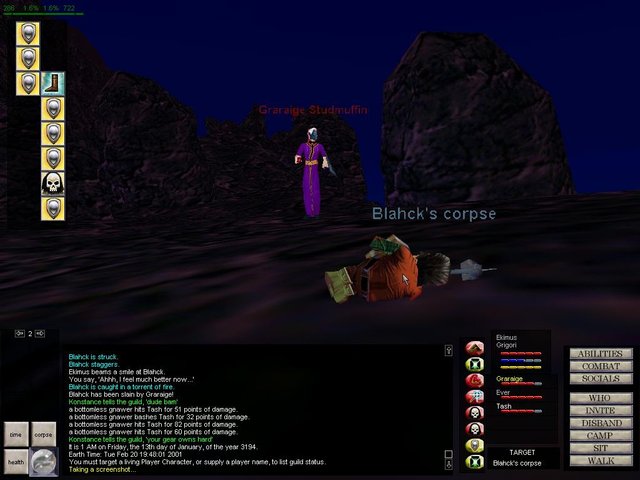 286 1.6% 1.6% 722
Graraige Studmuffin
Blahck's corpse
2
Blahck is struck.
Blahck staggers.
Ekimus beams a smile at Blahck.
You say, 'Ahhh, I feel much better now...'
Blahck is caught in a torrent of fire.
Blahck has been slain by Graraige!
Konstance tells the guild, 'dude bam'
a bottomless gnawer hits Tash for 51 points of damage.
a bottomless gnawer bashes Tash for 32 points of damage.
a bottomless gnawer hits Tash for 82 points of damage.
a bottomless gnawer hits Tash for 60 points of damage.
Konstance tells the guild, 'your gear owns hard'
It is 1 AM on Friday, the 13th day of January, of the year 3194.
Earth Time: Tue Feb 20 19:48:01 2001
You must target a living Player Character, or supply a player name, to list guild status.
Taking a screenshot...
time
corpse
health
Ekimus
Grigori
Graraige
Ever
Tash
TARGET
Blahck's corpse
ABILITIES
COMBAT
SOCIALS
WHO
INVITE
DISBAND
CAMP
SIT
WALK